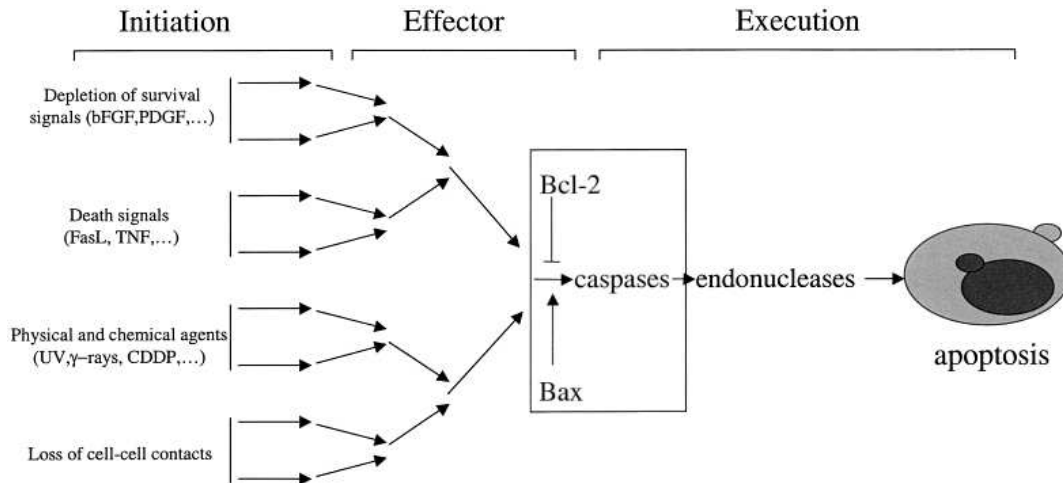 Initiation
Effector
Execution
Depletion of survival
signals (bFGF,PDGF,…)
Death signals
(FasL, TNF,…)
Physical and chemical agents
(UV,γ−rays, CDDP,…)
Loss of cell-cell contacts
Bcl-2
caspases
endonucleases
Bax
apoptosis